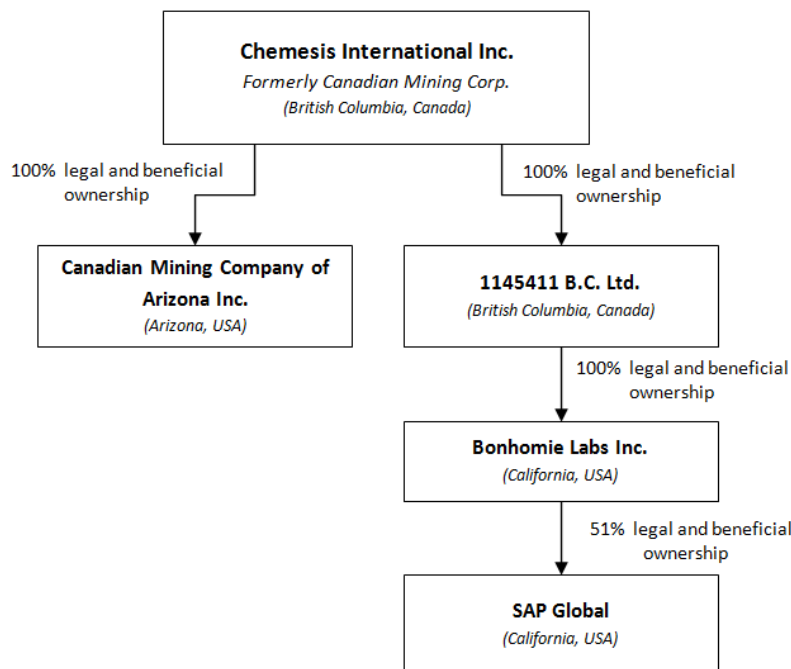 Chemesis International Inc.
Formerly Canadian Mining Corp.
(British Columbia, Canada)
100% legal and beneficial
ownership
100% legal and beneficial
ownership
Canadian Mining Company of
Arizona Inc.
(Arizona, USA)
1145411 B.C. Ltd.
(British Columbia, Canada)
100% legal and beneficial
ownership
Bonhomie Labs Inc.
(California, USA)
51% legal and beneficial
ownership
SAP Global
(California, USA)